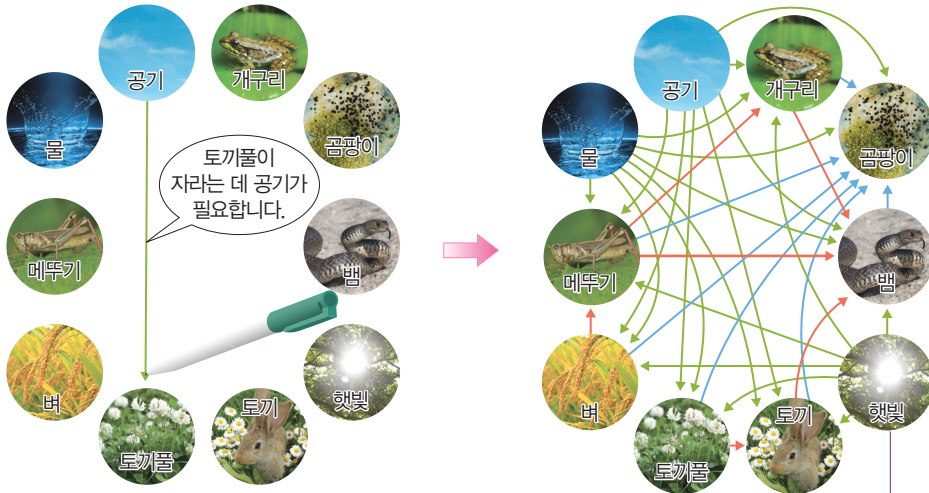 공기
개구리
물
곰팡이
토끼풀이
자라는 데 공기가
필요합니다.
메뚜기
뱀
벼
햇빛
토끼풀
토끼
공기
개구리
물
곰팡이
메뚜기
뱀
벼
햇빛
토끼풀
토끼